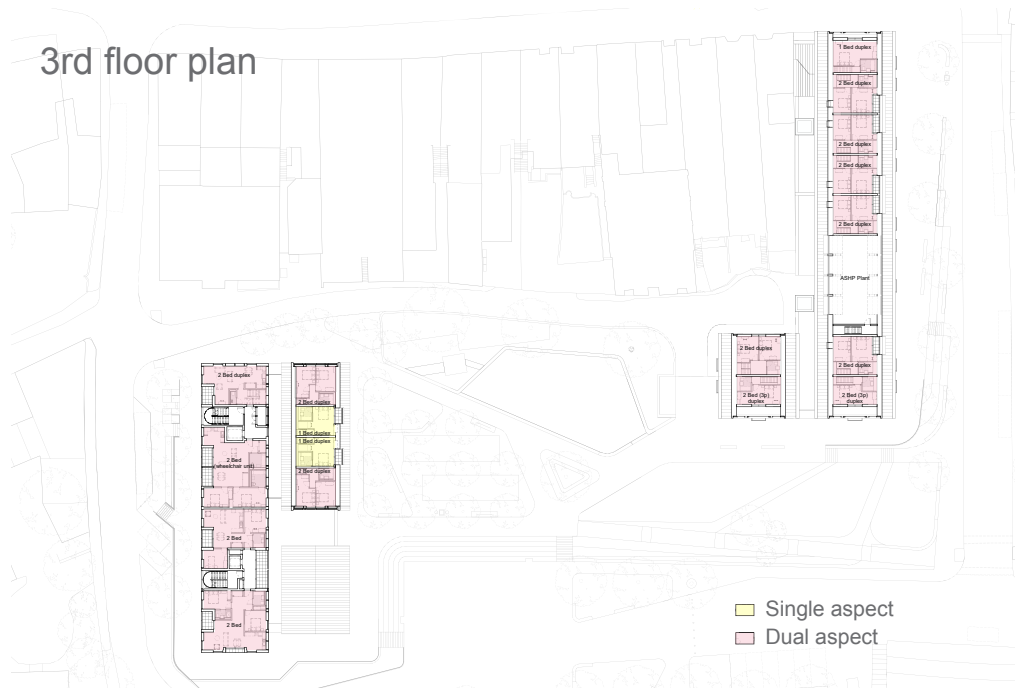 3rd floor plan
1 Bed duplex
2 Bed duplex
2 Bed duplex
2 Bed duplex
2 Bed duplex
ASHP Plant
2 Bed duplex
2 Bed (3p)
duplex
2 Bed duplex
2 Bed (3p)
duplex
2 Bed duplex
2 Bed
(wheelchair unit)
2 Bed
2 Bed
2 Bed duplex
1 Bed duplex
1 Bed duplex
2 Bed duplex
Single aspect
Dual aspect